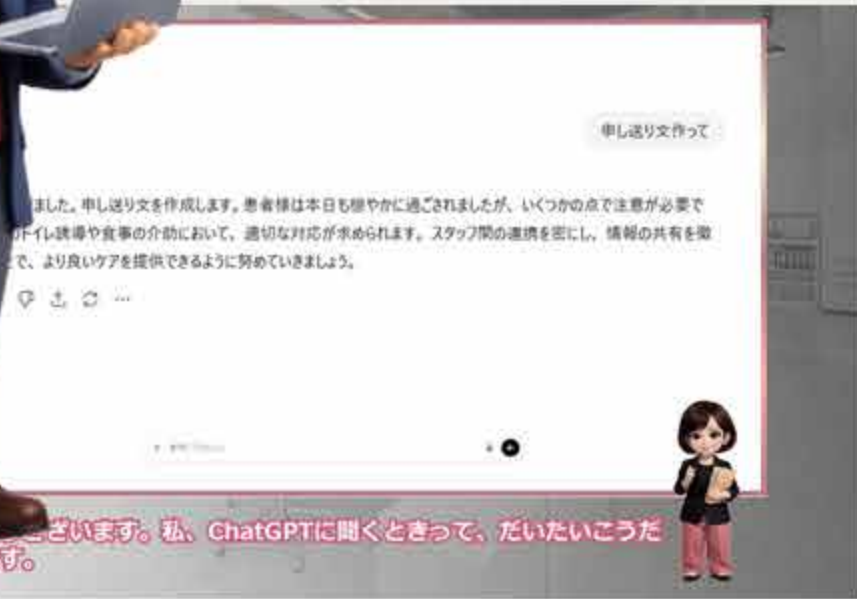 申し送り文作って
ました。申し送り文を作成します。患者様は本日も穏やかに過ごされましたが、いくつかの点で注意が必要で
トイレ誘導や食事の介助において、適切な対応が求められます。スタッフ間の連携を密にし、情報の共有を徹
で、より良いケアを提供できるように努めていきましょう。
ございます。私、ChatGPTに聞くときって、だいたいこうだ
す。